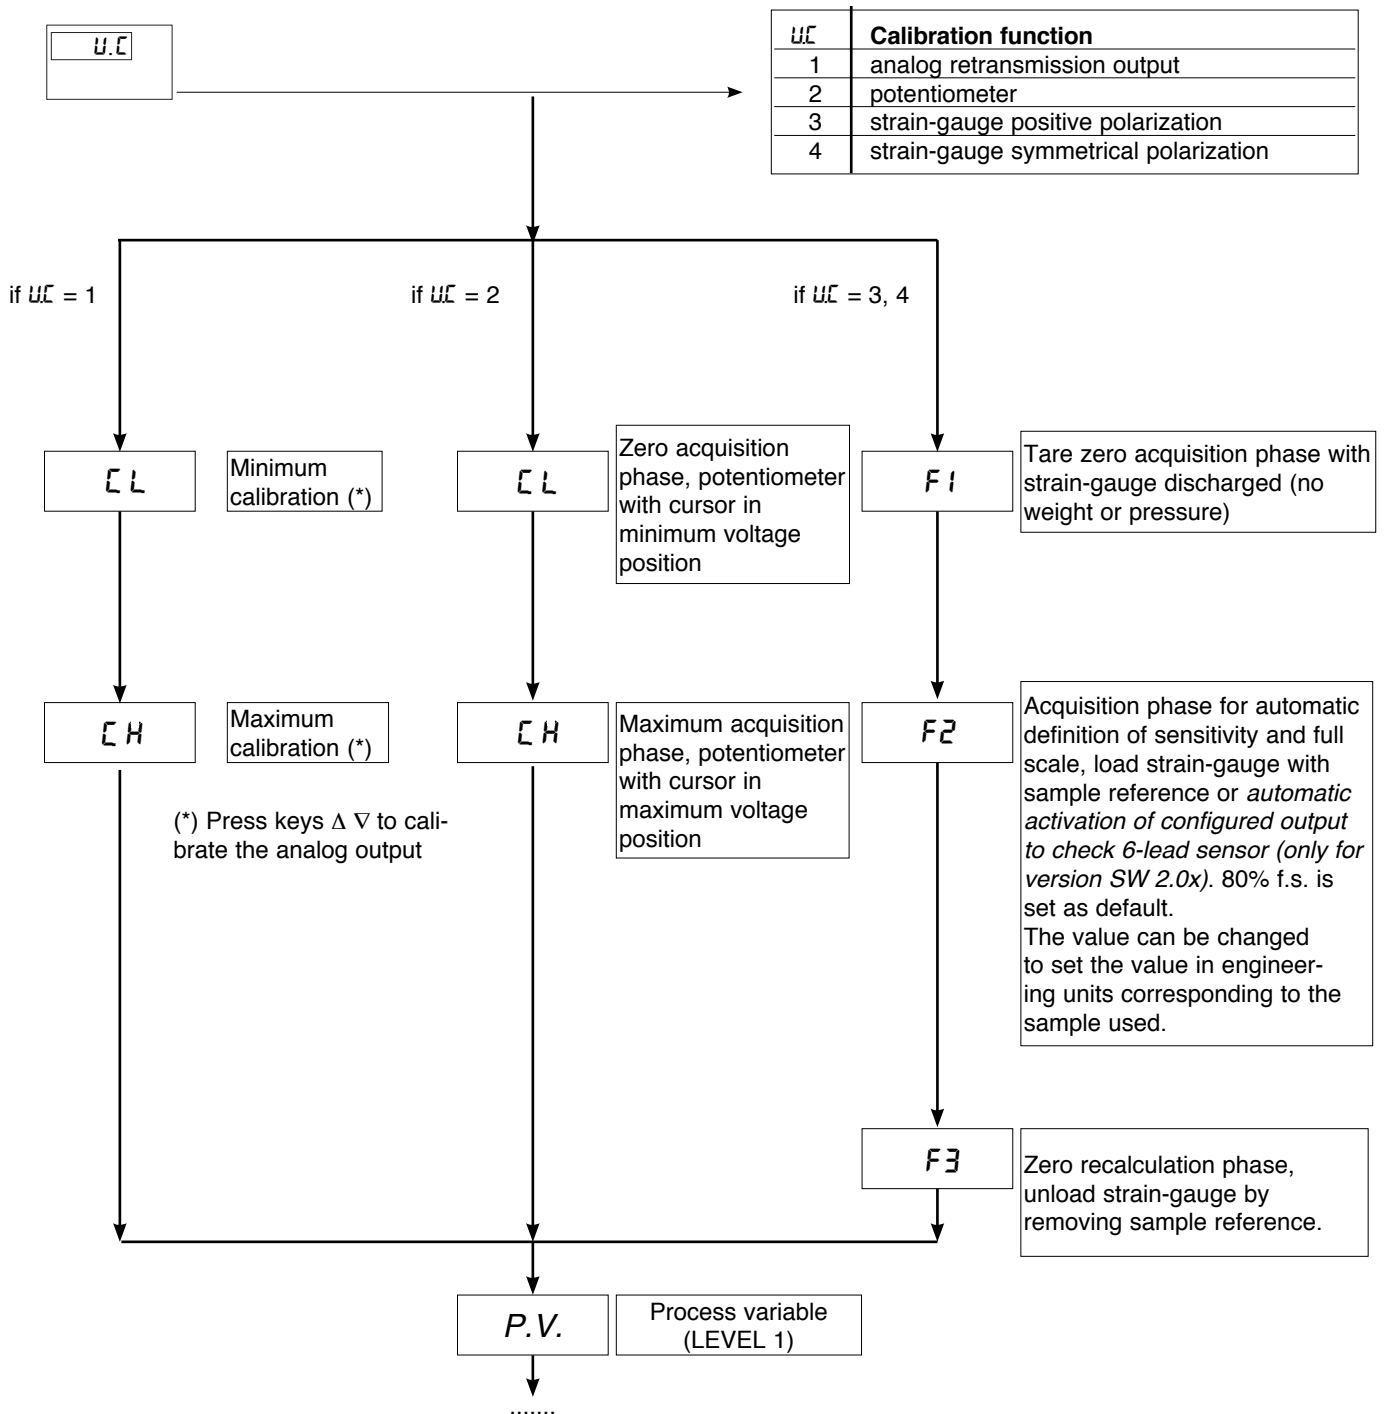 U.C
U.C Calibration function
1 analog retransmission output
2 potentiometer
3 strain-gauge positive polarization
4 strain-gauge symmetrical polarization
if U.C = 1
if U.C = 2
if U.C = 3, 4
CL
Minimum
calibration (*)
CL
Zero acquisition
phase, potentiometer
with cursor in
minimum voltage
position
F1
Tare zero acquisition phase with
strain-gauge discharged (no
weight or pressure)
CH
Maximum
calibration (*)
(*) Press keys Δ ∇ to cali-
brate the analog output
CH
Maximum acquisition
phase, potentiometer
with cursor in
maximum voltage
position
F2
Acquisition phase for automatic
definition of sensitivity and full
scale, load strain-gauge with
sample reference or automatic
activation of configured output
to check 6-lead sensor (only for
version SW 2.0x). 80% f.s. is
set as default.
The value can be changed
to set the value in engineer-
ing units corresponding to the
sample used.
F3
Zero recalculation phase,
unload strain-gauge by
removing sample reference.
P.V.
Process variable
(LEVEL 1)
.......